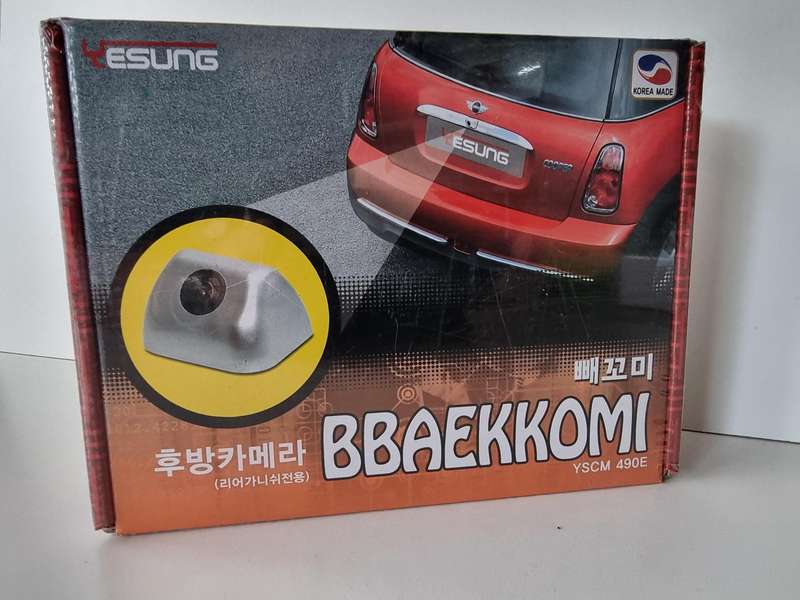 YESUNG
KOREA MADE
YESUNG
COOPER
빼꼬미
후방카메라
(리어가니쉬전용)
BBAEKKOMI
YSCM 490E